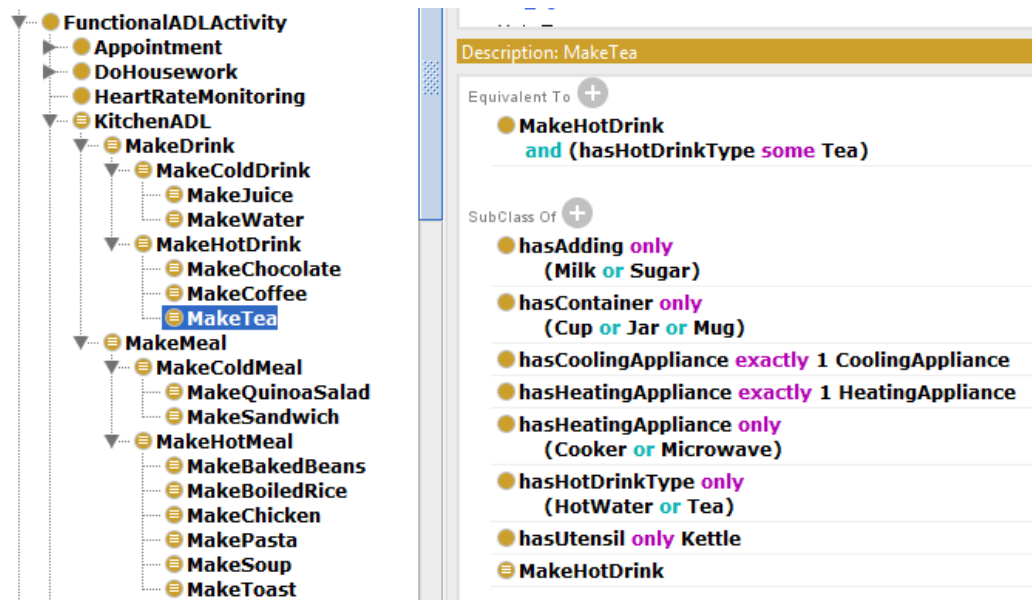 FunctionalADLActivity
Appointment
DoHousework
HeartRateMonitoring
KitchenADL
MakeDrink
MakeColdDrink
MakeJuice
MakeWater
MakeHotDrink
MakeChocolate
MakeCoffee
MakeTea
MakeMeal
MakeColdMeal
MakeQuinoaSalad
MakeSandwich
MakeHotMeal
MakeBakedBeans
MakeBoiledRice
MakeChicken
MakePasta
MakeSoup
MakeToast
Description: MakeTea
Equivalent To
MakeHotDrink
and (hasHotDrinkType some Tea)
SubClass Of
hasAdding only
(Milk or Sugar)
hasContainer only
(Cup or Jar or Mug)
hasCoolingAppliance exactly 1 CoolingAppliance
hasHeatingAppliance exactly 1 HeatingAppliance
hasHeatingAppliance only
(Cooker or Microwave)
hasHotDrinkType only
(HotWater or Tea)
hasUtensil only Kettle
MakeHotDrink